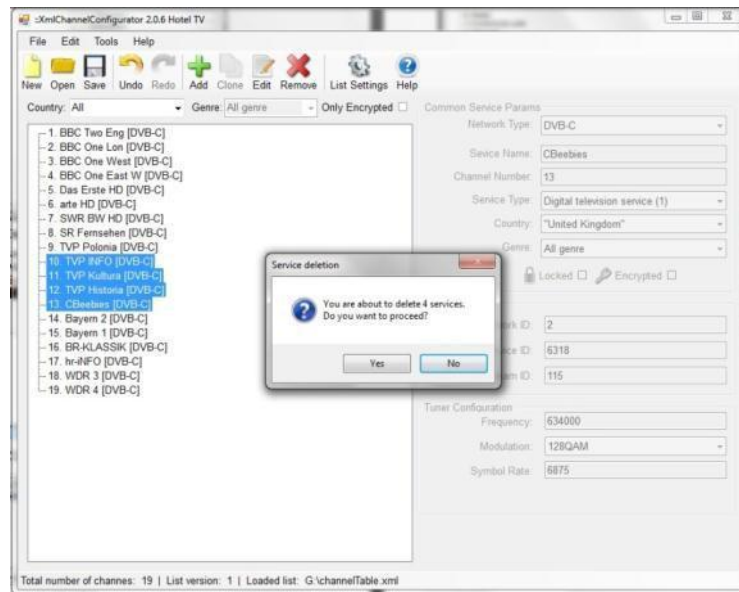 ::XmlChannelConfigurator 2.0.6 Hotel TV
File Edit Tools Help
New Open Save Undo Redo Add Clone Edit Remove List Settings Help
Country: All Genre: All genre Only Encrypted
1. BBC Two Eng [DVB-C]
2. BBC One Lon [DVB-C]
3. BBC One West [DVB-C]
4. BBC One East W [DVB-C]
5. Das Erste HD [DVB-C]
6. arte HD [DVB-C]
7. SWR BW HD [DVB-C]
8. SR Fernsehen [DVB-C]
9. TVP Polonia [DVB-C]
10. TVP INFO [DVB-C]
11. TVP Kultura [DVB-C]
12. TVP Historia [DVB-C]
13. CBeebies [DVB-C]
14. Bayern 2 [DVB-C]
15. Bayern 1 [DVB-C]
16. BR-KLASSIK [DVB-C]
17. hr-iNFO [DVB-C]
18. WDR 3 [DVB-C]
19. WDR 4 [DVB-C]
Service deletion
You are about to delete 4 services.
Do you want to proceed?
Yes No
Common Service Params
Network Type: DVB-C
Sevice Name: CBeebies
Channel Number: 13
Service Type: Digital television service (1)
Country: "United Kingdom"
Genre: All genre
Locked Encrypted
ID: 2
ID: 6318
ID: 115
Tuner Configuration
Frequency: 634000
Modulation: 128QAM
Symbol Rate: 6875
Total number of channes: 19 | List version: 1 | Loaded list: G:\channelTable.xml